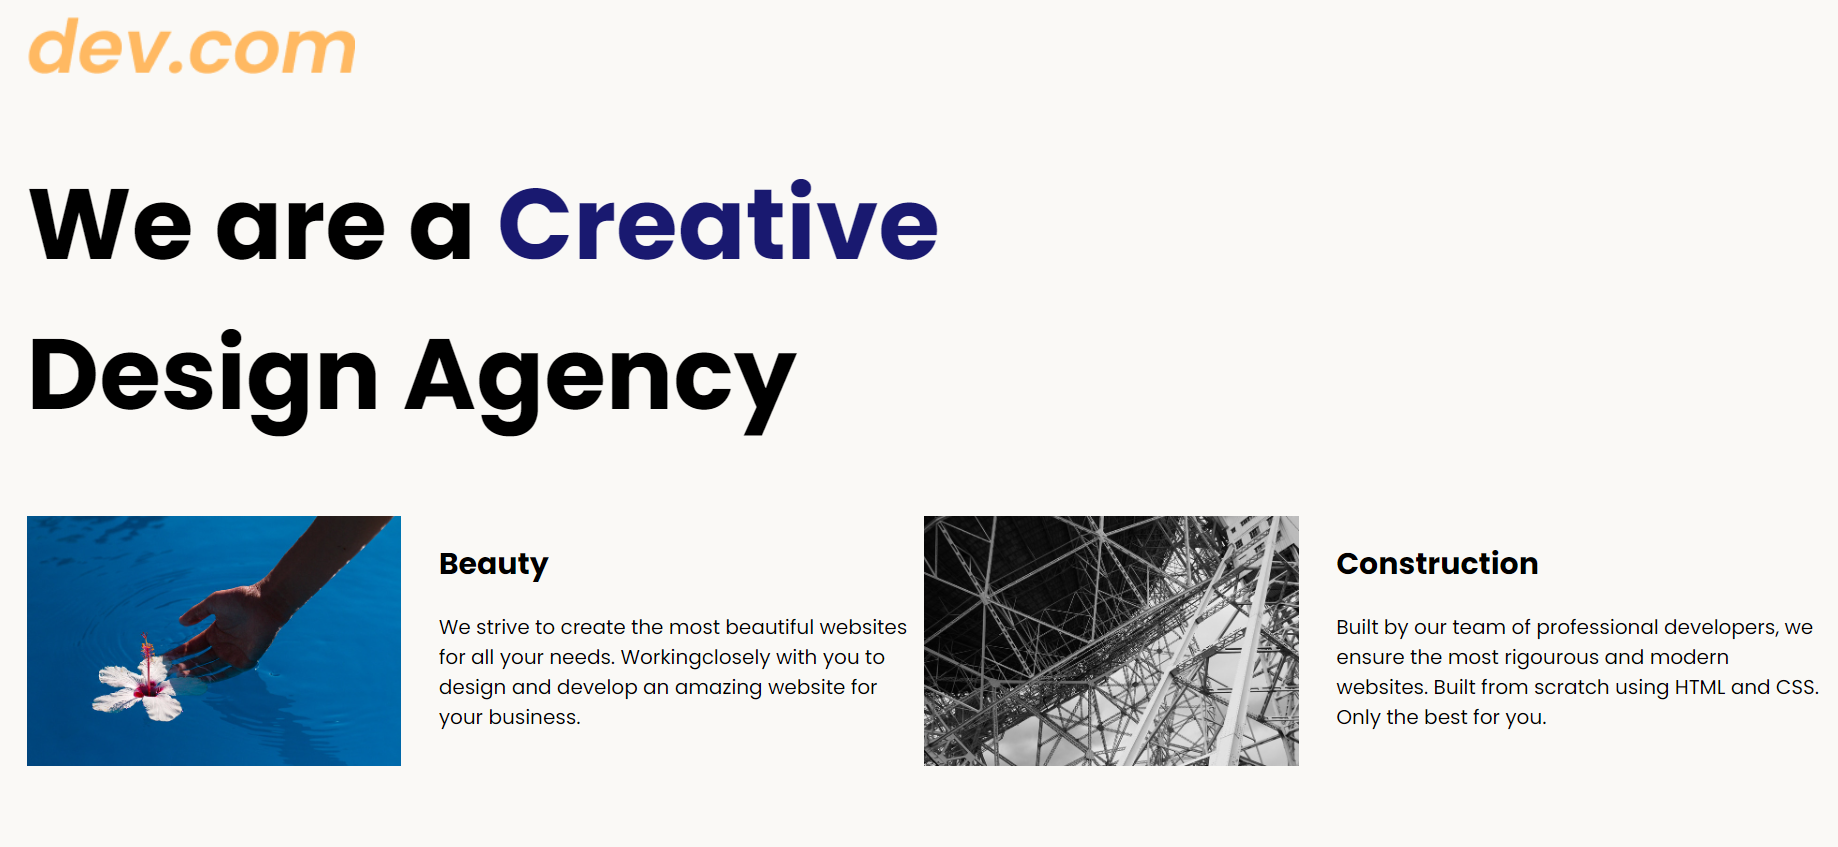 dev.com
We are a Creative
Design Agency
Beauty
We strive to create the most beautiful websites
for all your needs. Workingclosely with you to
design and develop an amazing website for
your business.
Construction
Built by our team of professional developers, we
ensure the most rigourous and modern
websites. Built from scratch using HTML and CSS.
Only the best for you.